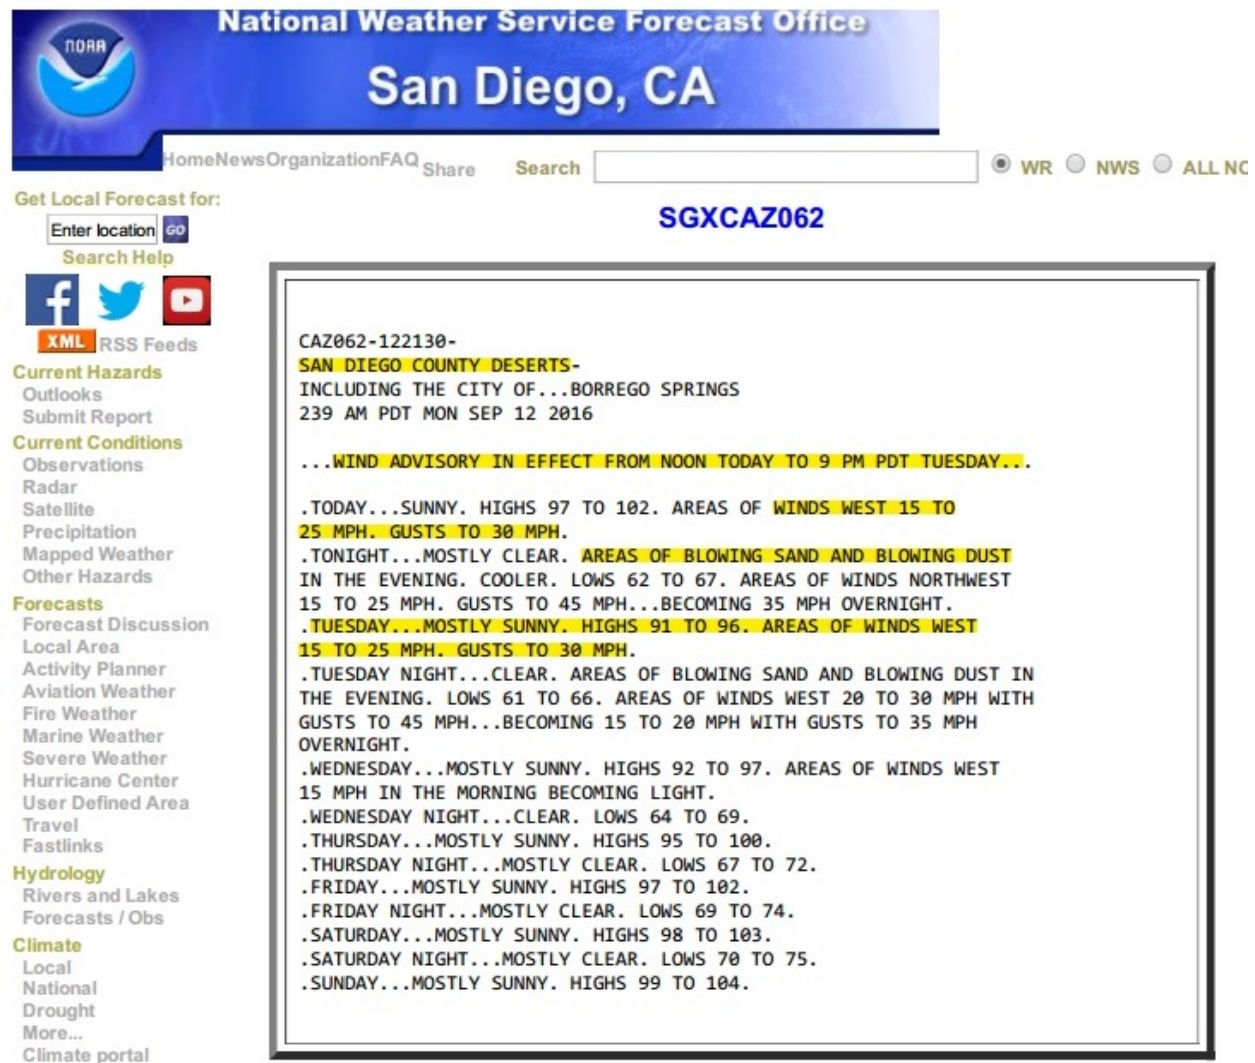 National Weather Service Forecast Office
NOAA
San Diego, CA
Home News Organization FAQ Share Search WR NWS ALL NO
Get Local Forecast for:
Enter location GO
Search Help
XML RSS Feeds
Current Hazards
Outlooks
Submit Report
Current Conditions
Observations
Radar
Satellite
Precipitation
Mapped Weather
Other Hazards
Forecasts
Forecast Discussion
Local Area
Activity Planner
Aviation Weather
Fire Weather
Marine Weather
Severe Weather
Hurricane Center
User Defined Area
Travel
Fastlinks
Hydrology
Rivers and Lakes
Forecasts / Obs
Climate
Local
National
Drought
More...
Climate portal
SGXCAZ062
CAZ062-122130-
SAN DIEGO COUNTY DESERTS-
INCLUDING THE CITY OF...BORREGO SPRINGS
239 AM PDT MON SEP 12 2016
...WIND ADVISORY IN EFFECT FROM NOON TODAY TO 9 PM PDT TUESDAY...
.TODAY...SUNNY. HIGHS 97 TO 102. AREAS OF WINDS WEST 15 TO
25 MPH. GUSTS TO 30 MPH.
.TONIGHT...MOSTLY CLEAR. AREAS OF BLOWING SAND AND BLOWING DUST
IN THE EVENING. COOLER. LOWS 62 TO 67. AREAS OF WINDS NORTHWEST
15 TO 25 MPH. GUSTS TO 45 MPH...BECOMING 35 MPH OVERNIGHT.
.TUESDAY...MOSTLY SUNNY. HIGHS 91 TO 96. AREAS OF WINDS WEST
15 TO 25 MPH. GUSTS TO 30 MPH.
.TUESDAY NIGHT...CLEAR. AREAS OF BLOWING SAND AND BLOWING DUST IN
THE EVENING. LOWS 61 TO 66. AREAS OF WINDS WEST 20 TO 30 MPH WITH
GUSTS TO 45 MPH...BECOMING 15 TO 20 MPH WITH GUSTS TO 35 MPH
OVERNIGHT.
.WEDNESDAY...MOSTLY SUNNY. HIGHS 92 TO 97. AREAS OF WINDS WEST
15 MPH IN THE MORNING BECOMING LIGHT.
.WEDNESDAY NIGHT...CLEAR. LOWS 64 TO 69.
.THURSDAY...MOSTLY SUNNY. HIGHS 95 TO 100.
.THURSDAY NIGHT...MOSTLY CLEAR. LOWS 67 TO 72.
.FRIDAY...MOSTLY SUNNY. HIGHS 97 TO 102.
.FRIDAY NIGHT...MOSTLY CLEAR. LOWS 69 TO 74.
.SATURDAY...MOSTLY SUNNY. HIGHS 98 TO 103.
.SATURDAY NIGHT...MOSTLY CLEAR. LOWS 70 TO 75.
.SUNDAY...MOSTLY SUNNY. HIGHS 99 TO 104.